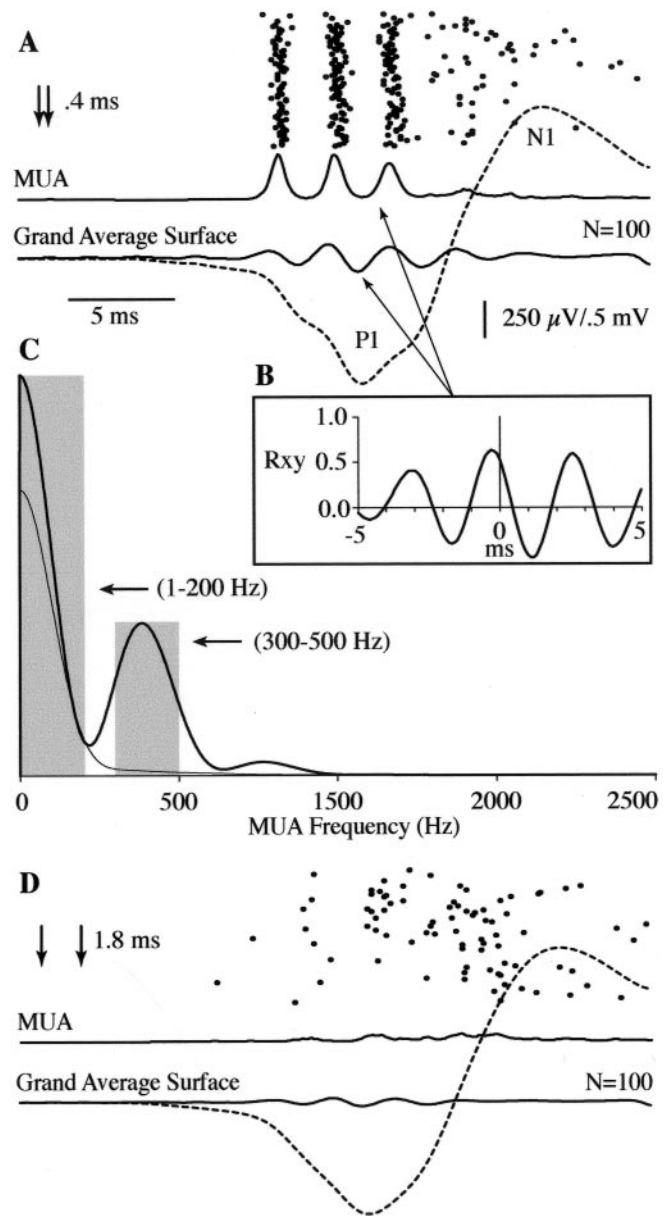 A
.4 ms
N1
MUA
Grand Average Surface
N=100
5 ms
P1
250 μV/.5 mV
C
B
1.0
Rxy 0.5
0.0
-5 0 5
ms
(1-200 Hz)
(300-500 Hz)
0 500 1500 2000 2500
MUA Frequency (Hz)
D
1.8 ms
MUA
Grand Average Surface
N=100